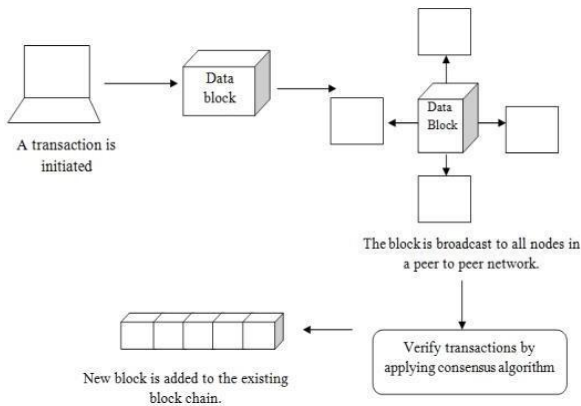 Data
block
Data
Block
A transaction is
initiated
The block is broadcast to all nodes in
a peer to peer network.
Verify transactions by
applying consensus algorithm
New block is added to the existing
block chain.